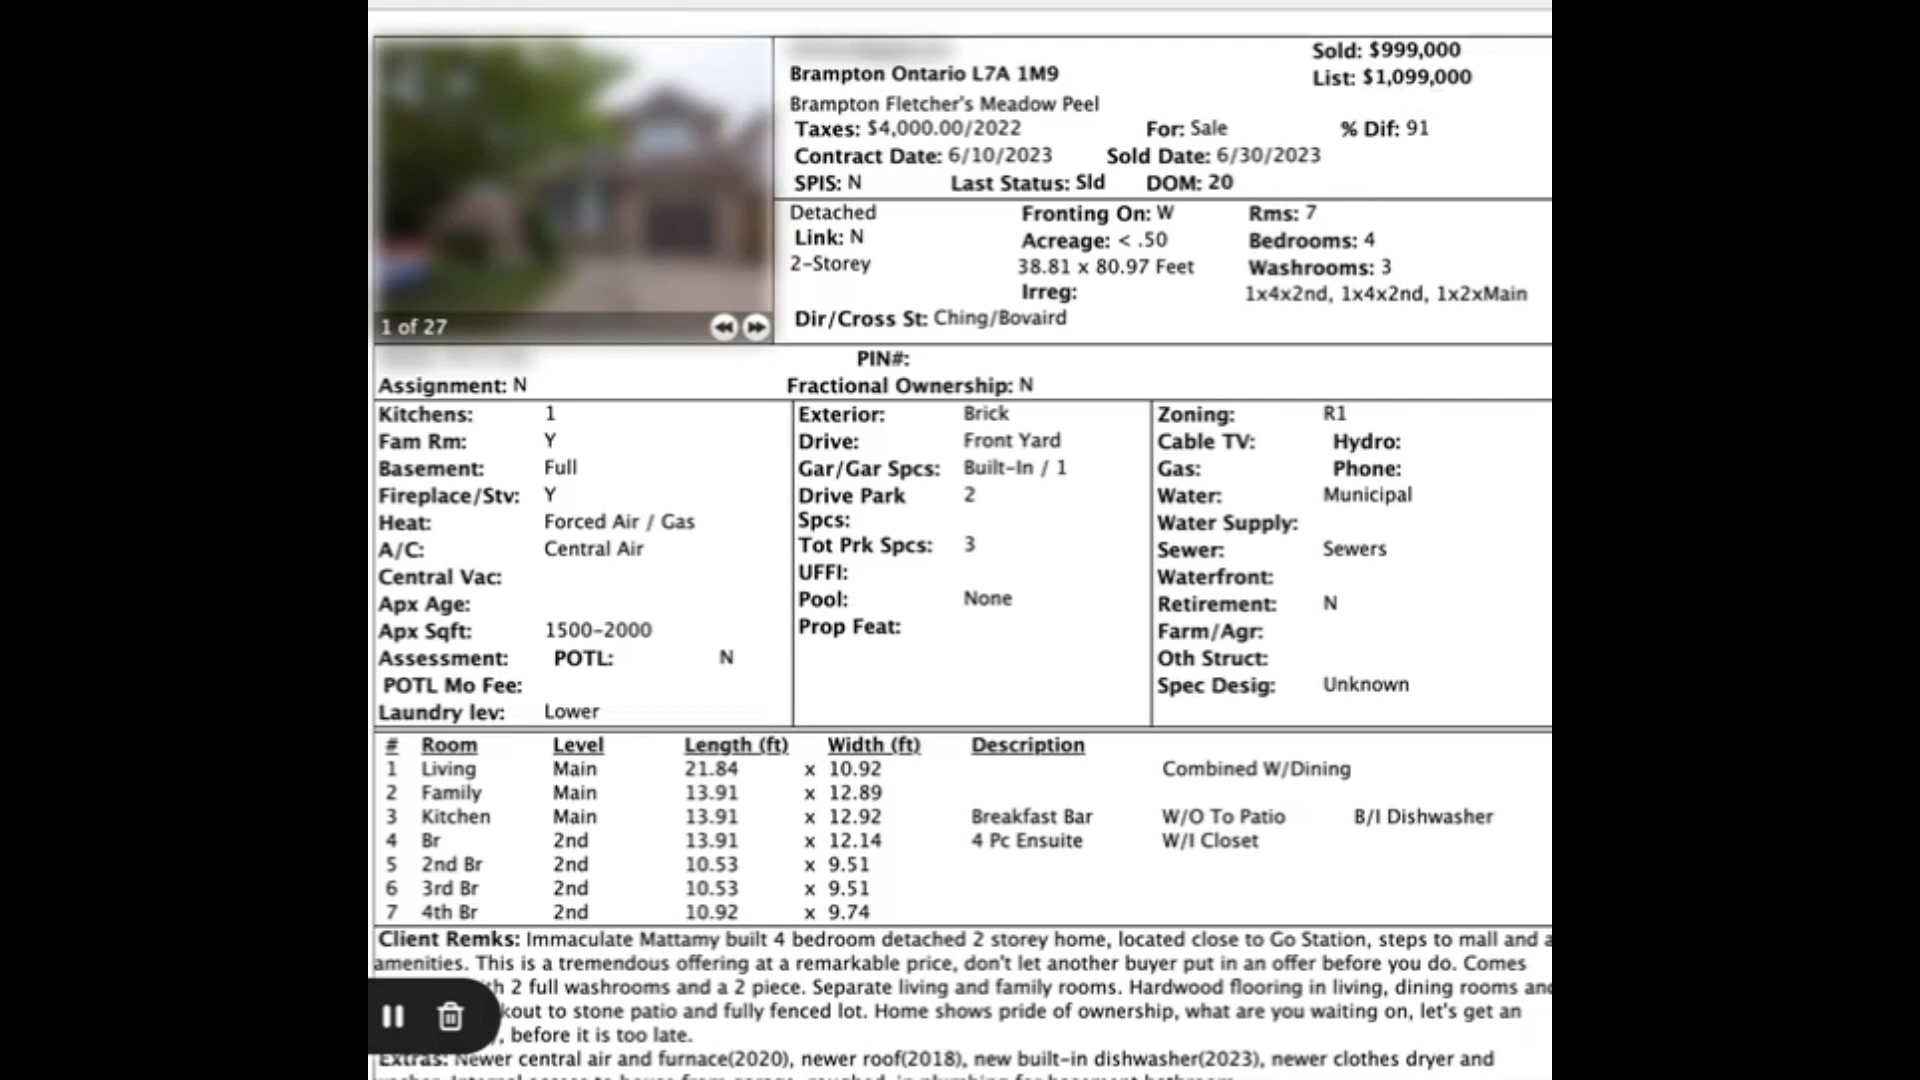 Sold: $999,000
Brampton Ontario L7A 1M9
List: $1,099,000
Brampton Fletcher's Meadow Peel
Taxes: $4,000.00/2022 For: Sale % Dif: 91
Contract Date: 6/10/2023 Sold Date: 6/30/2023
SPIS: N Last Status: Sld DOM: 20
Detached Fronting On: W Rms: 7
Link: N Acreage: < .50 Bedrooms: 4
2-Storey 38.81 x 80.97 Feet Washrooms: 3
Irreg: 1x4x2nd, 1x4x2nd, 1x2xMain
Dir/Cross St: Ching/Bovaird
1 of 27
PIN#:
Assignment: N Fractional Ownership: N
Kitchens: 1 Exterior: Brick Zoning: R1
Fam Rm: Y Drive: Front Yard Cable TV: Hydro:
Basement: Full Gar/Gar Spcs: Built-In / 1 Gas: Phone:
Fireplace/Stv: Y Drive Park 2 Water: Municipal
Heat: Forced Air / Gas Spcs: Water Supply:
A/C: Central Air Tot Prk Spcs: 3 Sewer: Sewers
Central Vac: UFFI: Waterfront:
Apx Age: Pool: None Retirement: N
Apx Sqft: 1500-2000 Prop Feat: Farm/Agr:
Assessment: POTL: N Oth Struct:
POTL Mo Fee: Spec Desig: Unknown
Laundry lev: Lower
# Room Level Length (ft) Width (ft) Description
1 Living Main 21.84 x 10.92 Combined W/Dining
2 Family Main 13.91 x 12.89
3 Kitchen Main 13.91 x 12.92 Breakfast Bar W/O To Patio B/I Dishwasher
4 Br 2nd 13.91 x 12.14 4 Pc Ensuite W/I Closet
5 2nd Br 2nd 10.53 x 9.51
6 3rd Br 2nd 10.53 x 9.51
7 4th Br 2nd 10.92 x 9.74
Client Remks: Immaculate Mattamy built 4 bedroom detached 2 storey home, located close to Go Station, steps to mall and a
amenities. This is a tremendous offering at a remarkable price, don't let another buyer put in an offer before you do. Comes
th 2 full washrooms and a 2 piece. Separate living and family rooms. Hardwood flooring in living, dining rooms and
kout to stone patio and fully fenced lot. Home shows pride of ownership, what are you waiting on, let's get an
, before it is too late.
Extras: Newer central air and furnace(2020), newer roof(2018), new built-in dishwasher(2023), newer clothes dryer and